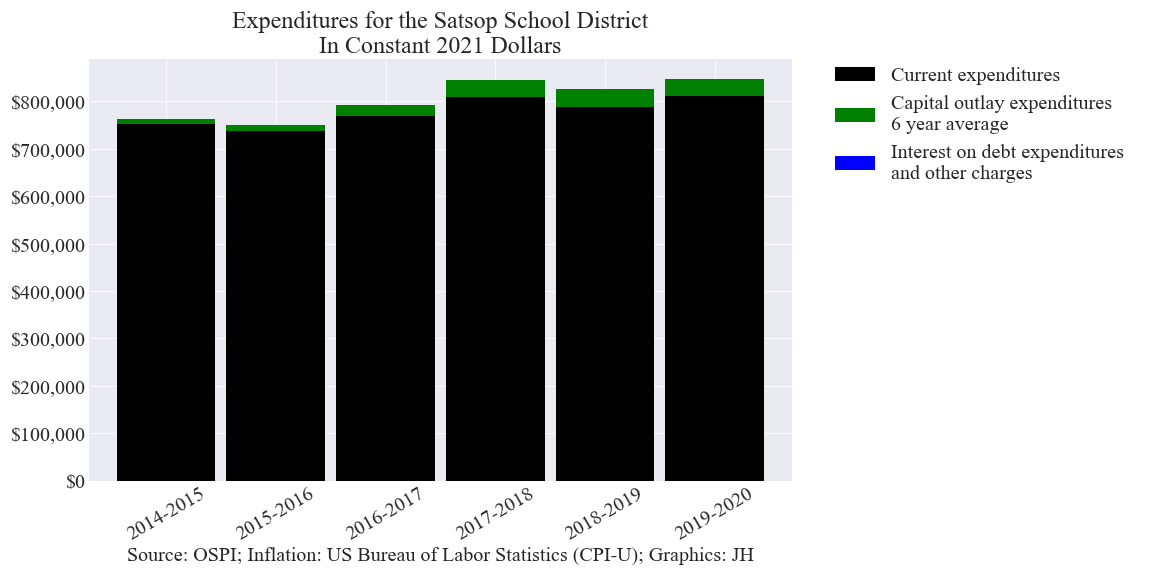 Expenditures for the Satsop School District
In Constant 2021 Dollars
Current expenditures
Capital outlay expenditures
6 year average
Interest on debt expenditures
and other charges
$800,000
$700,000
$600,000
$500,000
$400,000
$300,000
$200,000
$100,000
$0
2014-2015
2015-2016
2016-2017
2017-2018
2018-2019
2019-2020
Source: OSPI; Inflation: US Bureau of Labor Statistics (CPI-U); Graphics: JH